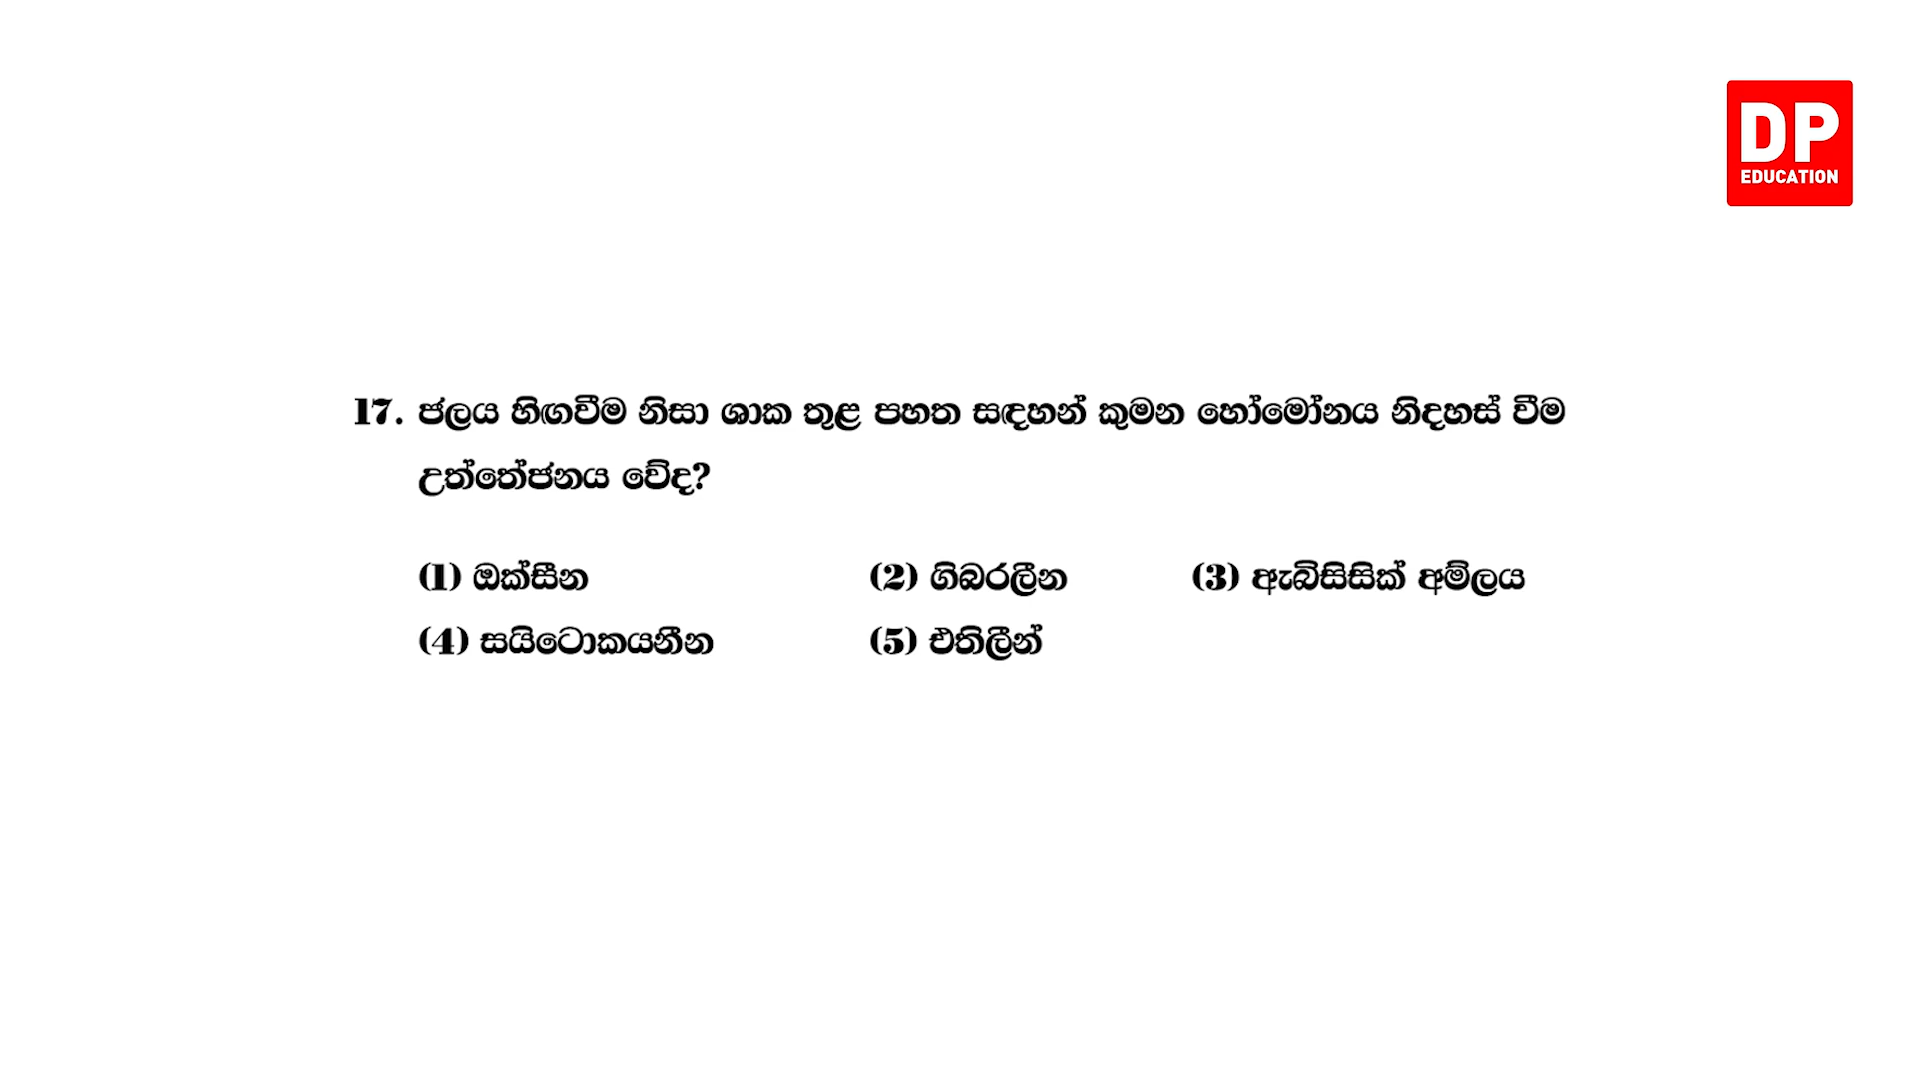 DP
EDUCATION
17. ජලය හිඟවීම නිසා ශාක තුළ පහත සඳහන් කුමන හෝමෝනය නිදහස් වීම
උත්තේජනය වේද?
(1) ඔක්සීන (2) ගිබරලීන (3) ඇබ්සිසික් අම්ලය
(4) සයිටොකයනීන (5) එතිලීන්